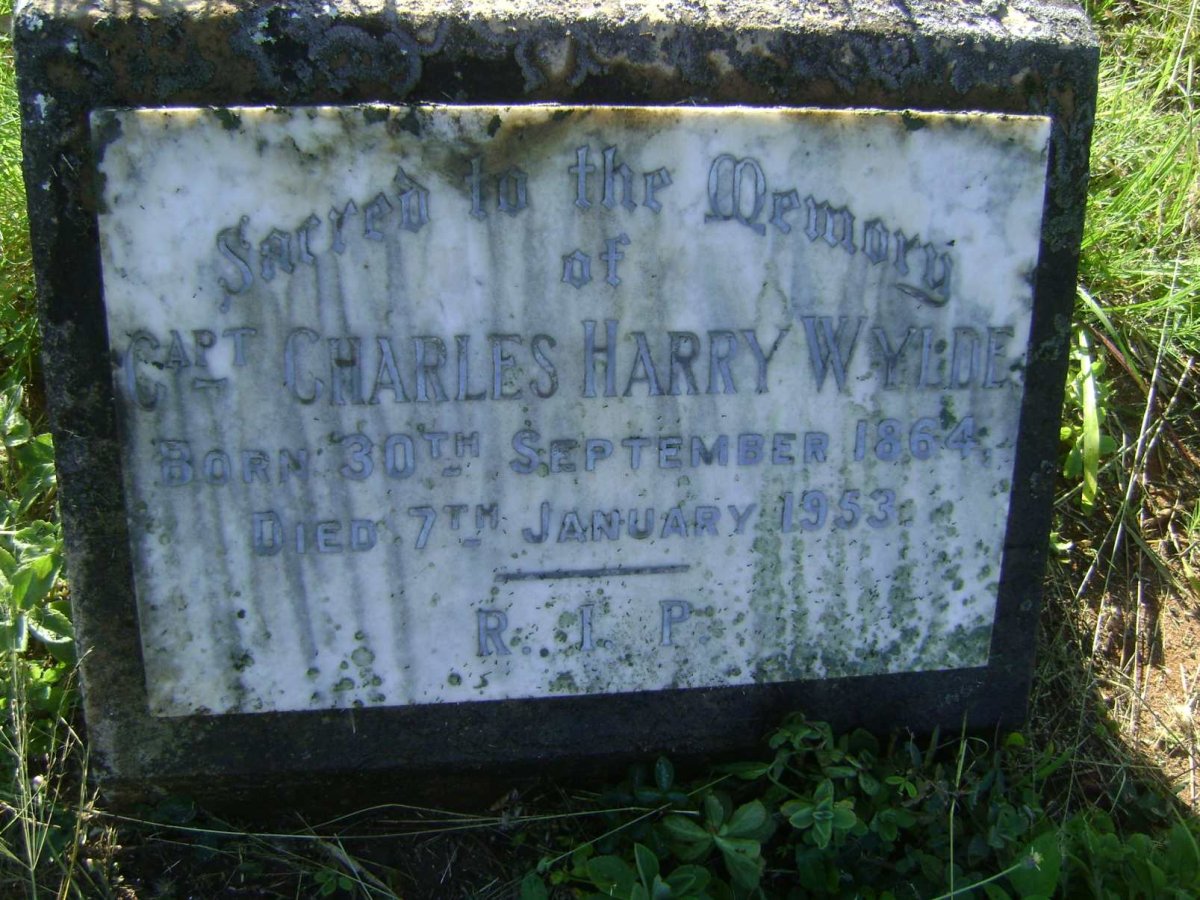 Sacred to the Memory
of
CAPT CHARLES HARRY WYLDE
BORN 30TH SEPTEMBER 1864.
DIED 7TH JANUARY 1953
R. I. P.